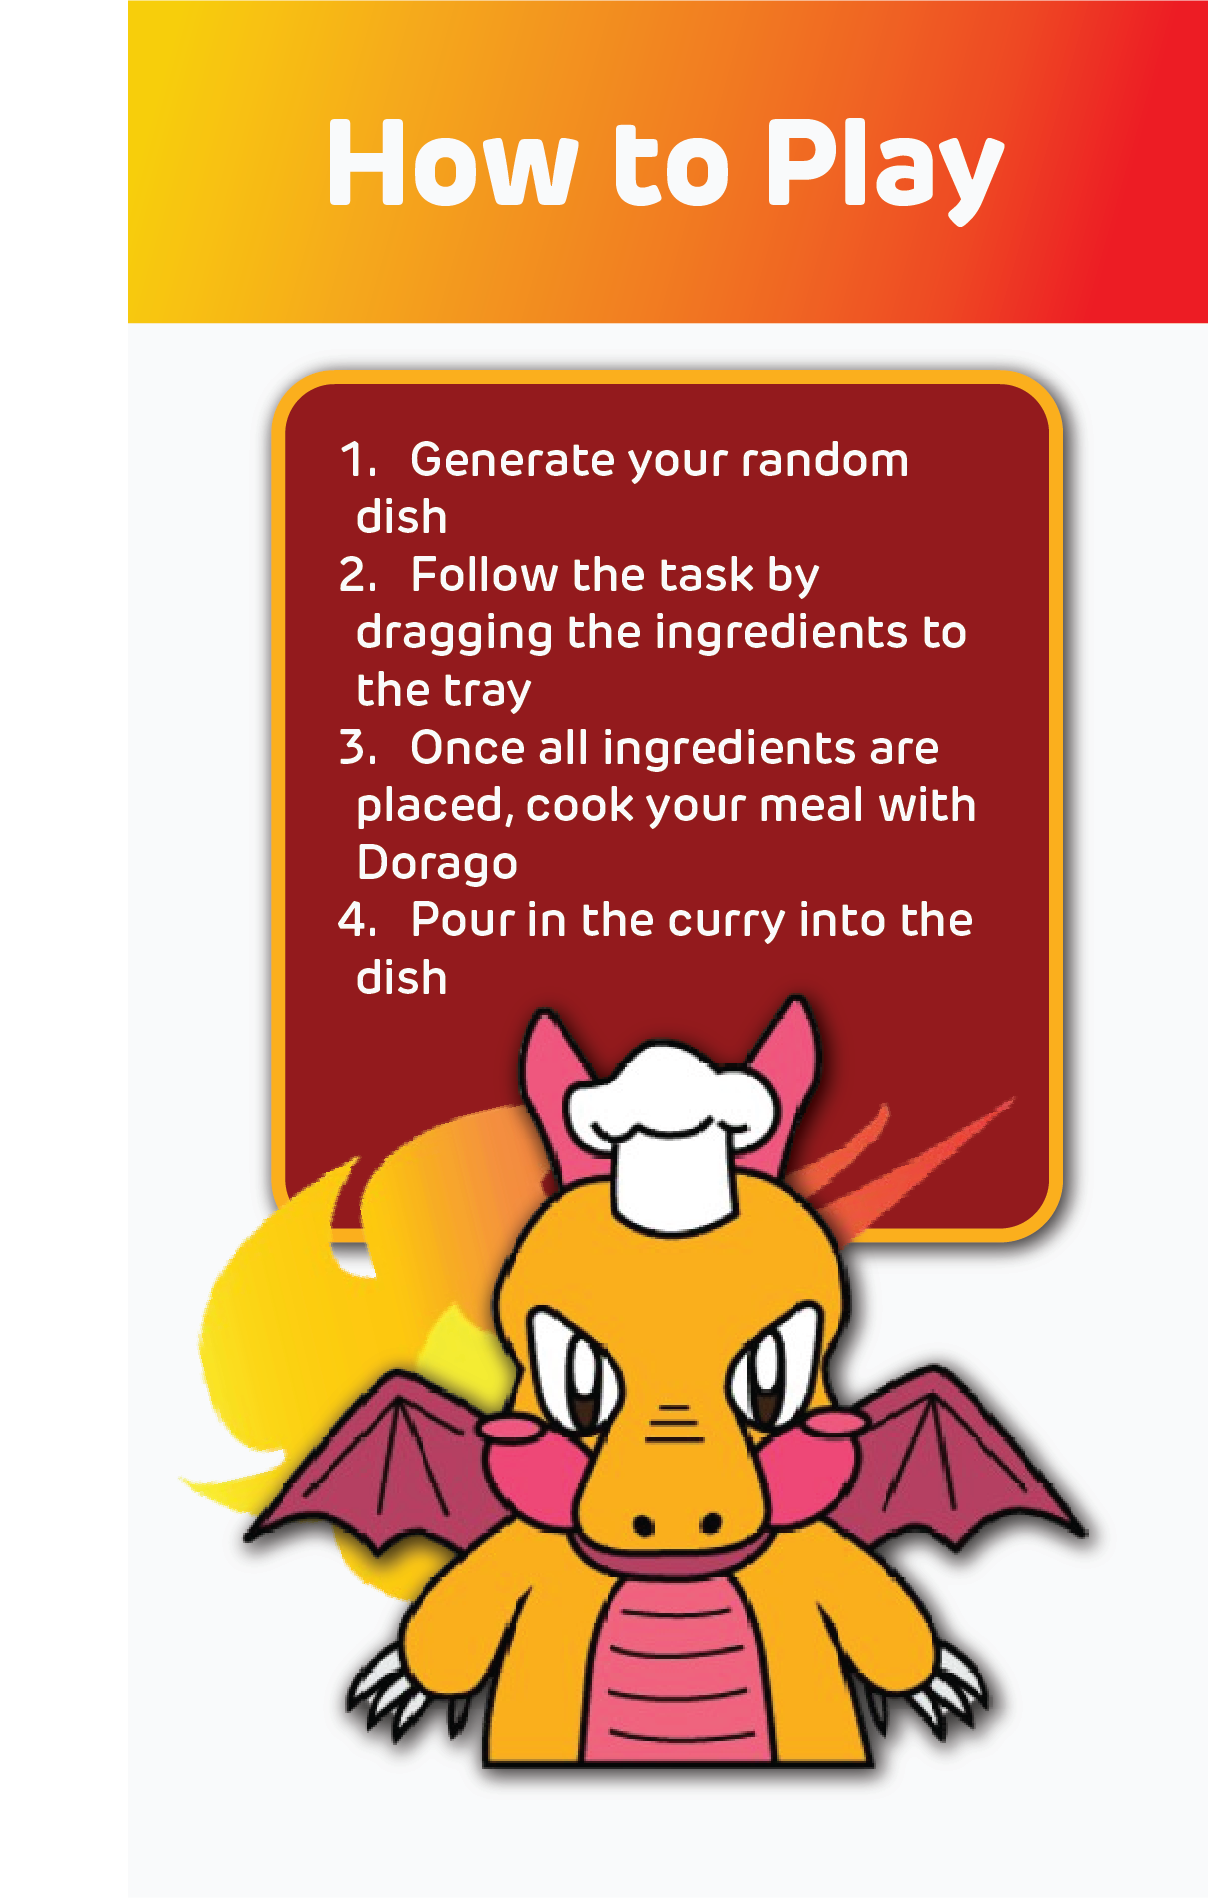 How to Play
1. Generate your random
dish
2. Follow the task by
dragging the ingredients to
the tray
3. Once all ingredients are
placed, cook your meal with
Dorago
4. Pour in the curry into the
dish